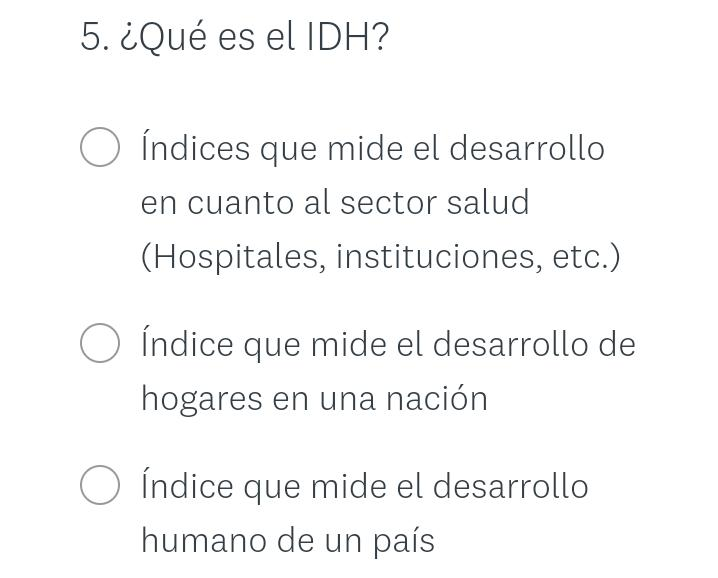 5. ¿Qué es el IDH?
Índices que mide el desarrollo
en cuanto al sector salud
(Hospitales, instituciones, etc.)
Índice que mide el desarrollo de
hogares en una nación
Índice que mide el desarrollo
humano de un país